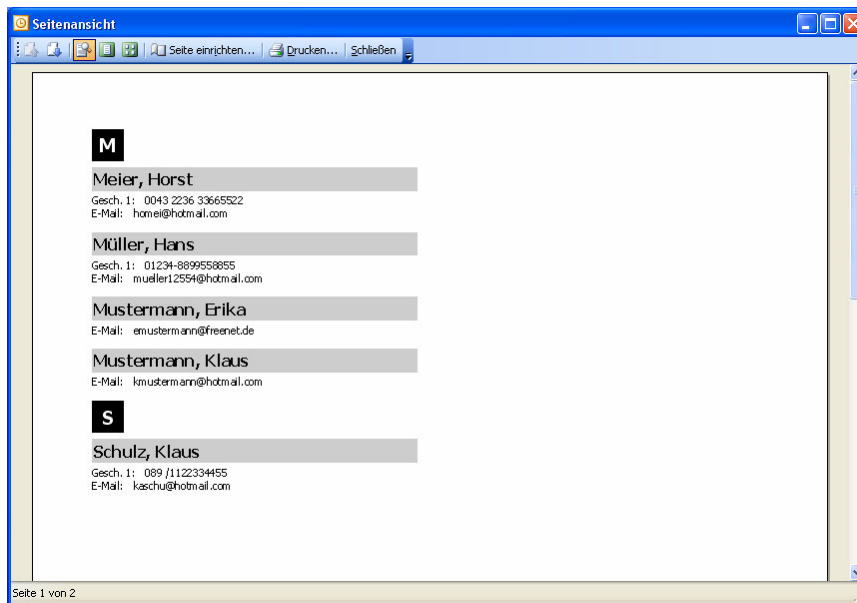 Seitenansicht
Seite einrichten... Drucken... Schließen
M
Meier, Horst
Gesch. 1: 0043 2236 33665522
E-Mail: homei@hotmail.com
Müller, Hans
Gesch. 1: 01234-8899558855
E-Mail: mueller12554@hotmail.com
Mustermann, Erika
E-Mail: emustermann@freenet.de
Mustermann, Klaus
E-Mail: kmustermann@hotmail.com
S
Schulz, Klaus
Gesch. 1: 089 /1122334455
E-Mail: kaschu@hotmail.com
Seite 1 von 2